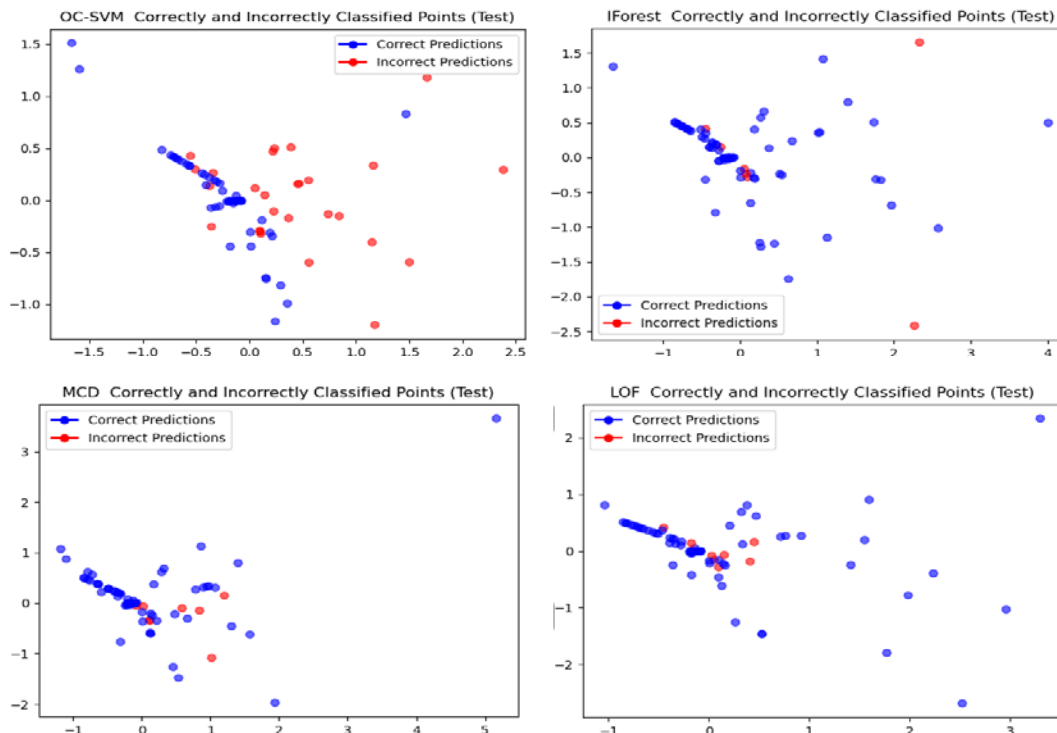 OC-SVM Correctly and Incorrectly Classified Points (Test)
Correct Predictions
Incorrect Predictions
1.5
1.0
0.5
0.0
−0.5
−1.0
−1.5 −1.0 −0.5 0.0 0.5 1.0 1.5 2.0 2.5
IForest Correctly and Incorrectly Classified Points (Test)
1.5
1.0
0.5
0.0
−0.5
−1.0
−1.5
−2.0
−2.5
Correct Predictions
Incorrect Predictions
−1 0 1 2 3 4
MCD Correctly and Incorrectly Classified Points (Test)
Correct Predictions
Incorrect Predictions
3
2
1
0
−1
−2
−1 0 1 2 3 4 5
LOF Correctly and Incorrectly Classified Points (Test)
Correct Predictions
Incorrect Predictions
2
1
0
−1
−2
−1 0 1 2 3